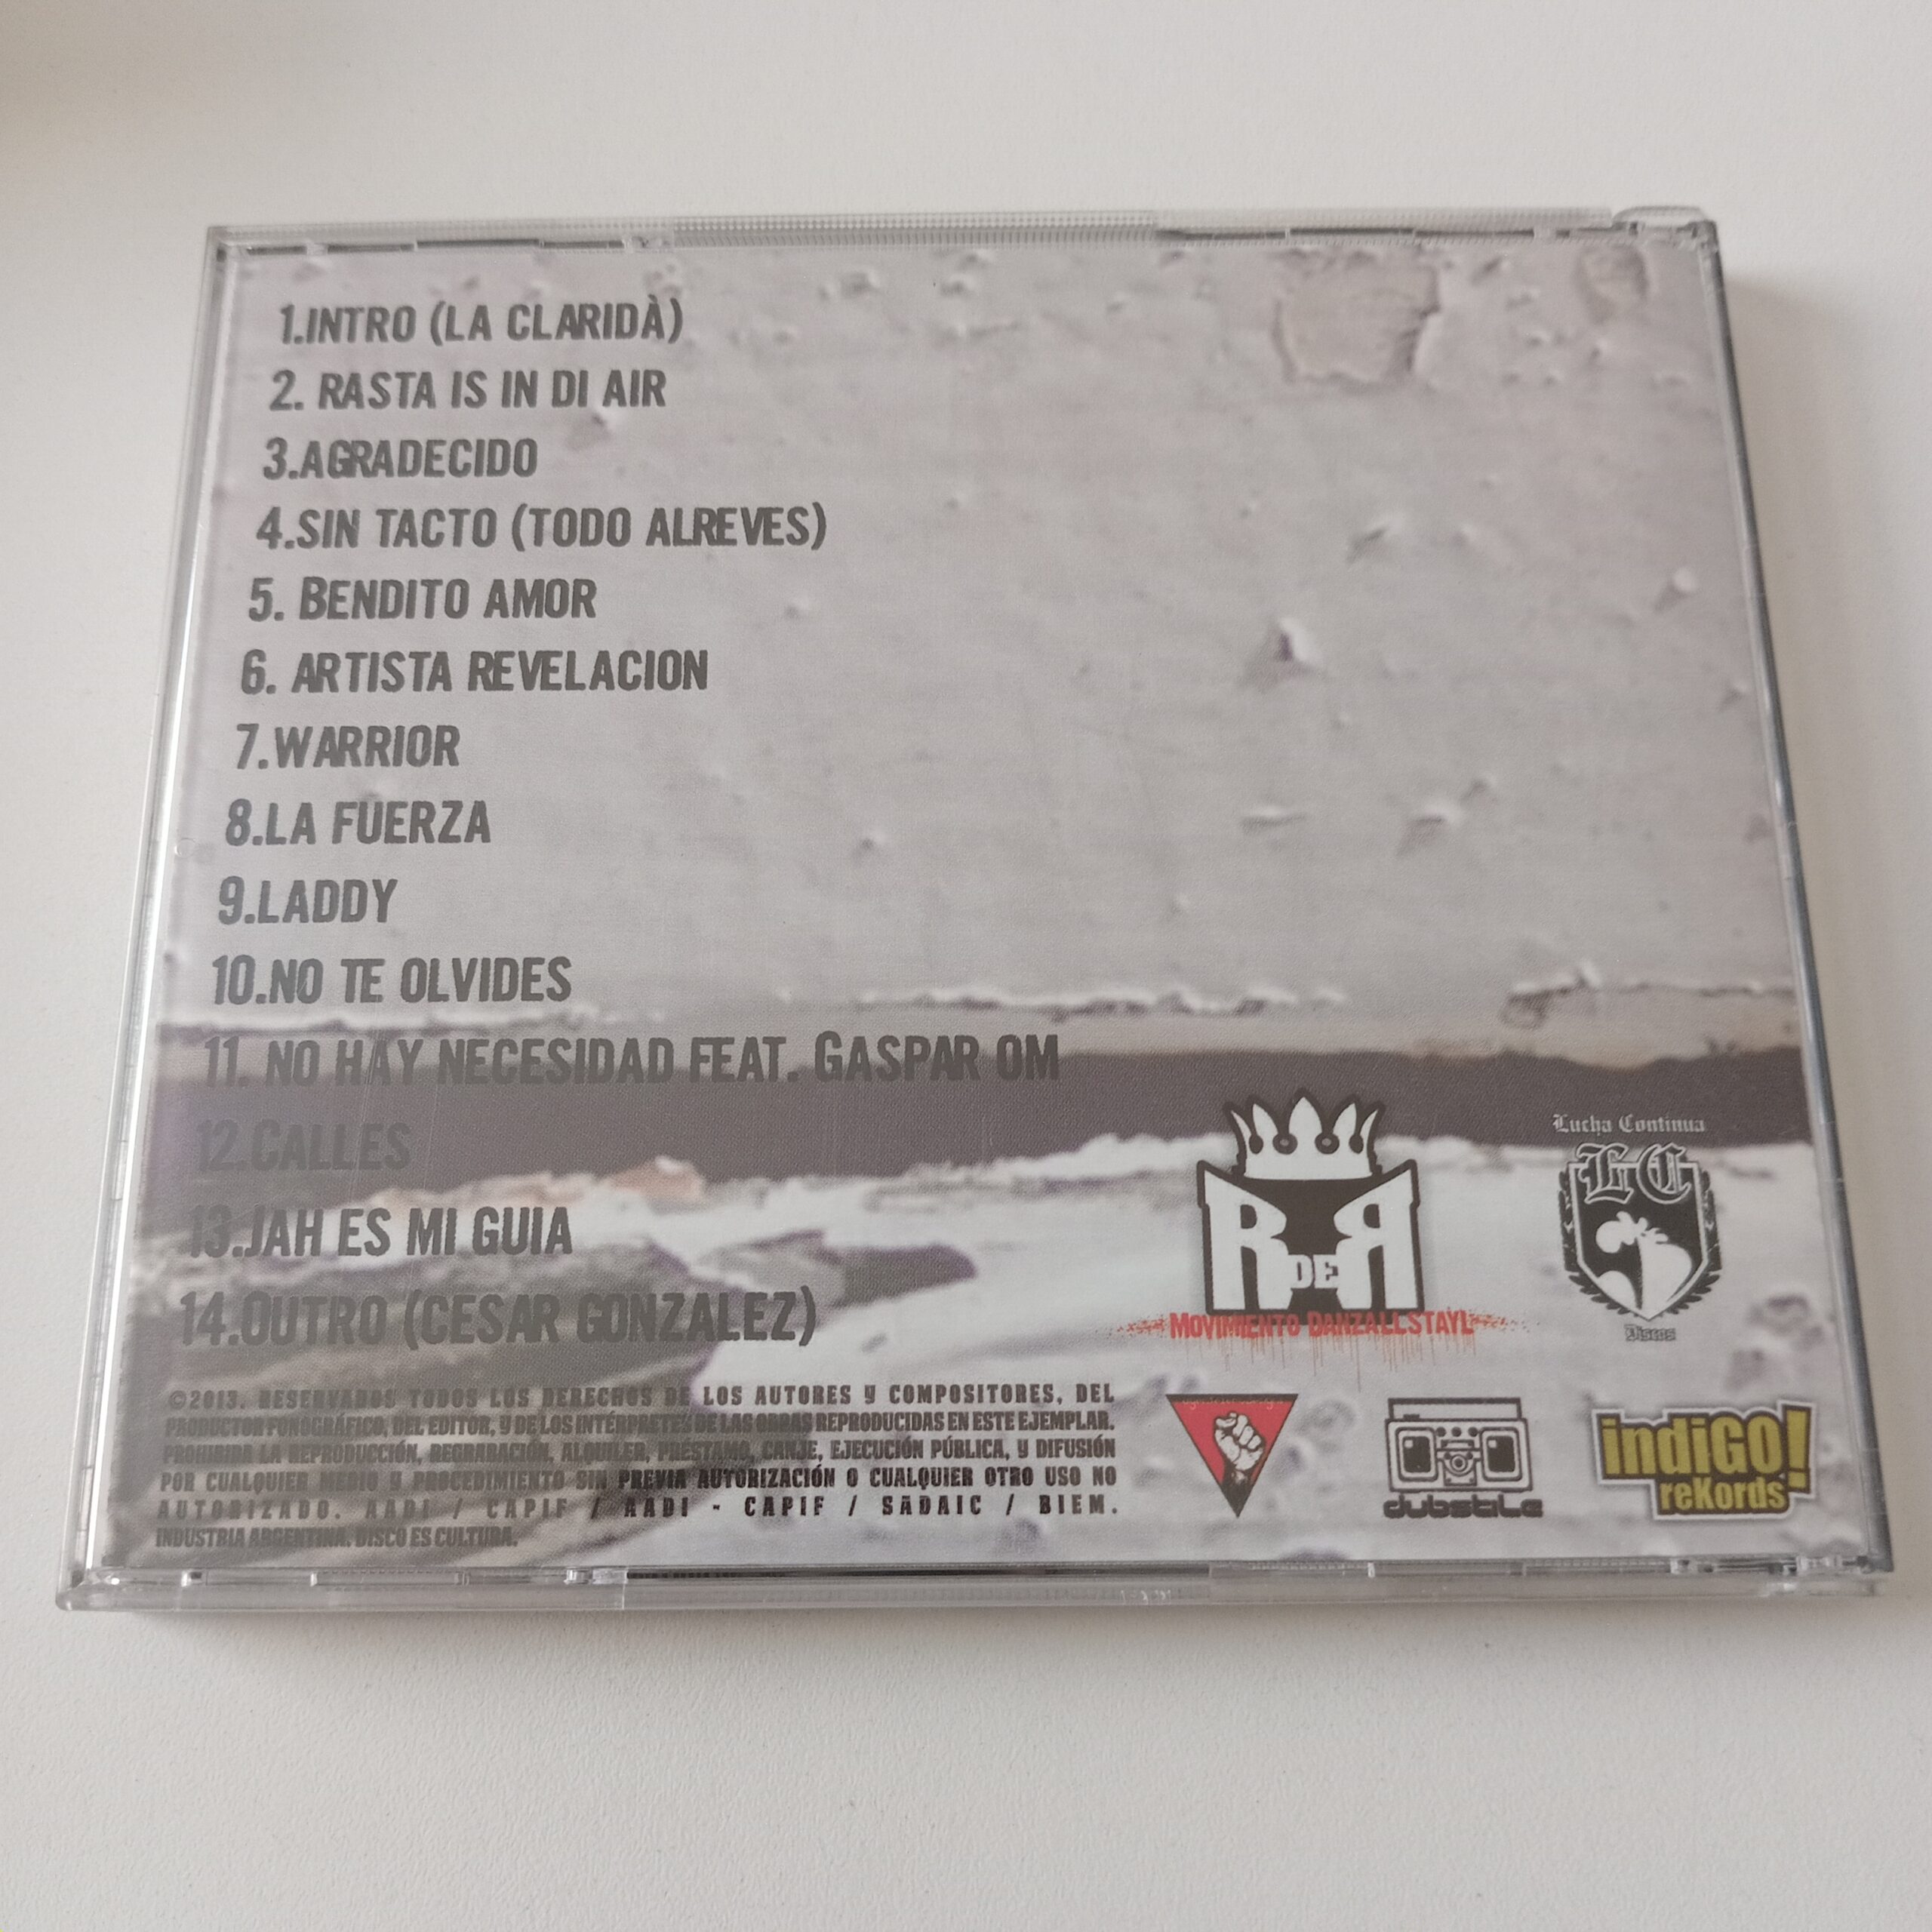 1.INTRO (LA CLARIDÀ)
2. RASTA IS IN DI AIR
3.AGRADECIDO
4.SIN TACTO (TODO ALREVES)
5. BENDITO AMOR
6. ARTISTA REVELACION
7.WARRIOR
8.LA FUERZA
9.LADDY
10.NO TE OLVIDES
11. NO HAY NECESIDAD FEAT. GASPAR OM
12.CALLES
13.JAH ES MI GUIA
14.OUTRO (CESAR GONZALEZ)
©2013. RESERVADOS TODOS LOS DERECHOS DE LOS AUTORES Y COMPOSITORES, DEL
PRODUCTOR FONOGRÁFICO, DEL EDITOR, Y DE LOS INTÉRPRETES DE LAS OBRAS REPRODUCIDAS EN ESTE EJEMPLAR.
PROHIBIDA LA REPRODUCCIÓN, REGRABACIÓN, ALQUILER, PRÉSTAMO, CANJE, EJECUCIÓN PÚBLICA, Y DIFUSIÓN
POR CUALQUIER MEDIO Y PROCEDIMIENTO SIN PREVIA AUTORIZACIÓN O CUALQUIER OTRO USO NO
AUTORIZADO. AADI / CAPIF / AADI - CAPIF / SADAIC / BIEM.
INDUSTRIA ARGENTINA. DISCO ES CULTURA.
R DE R
MOVIMIENTO DANZALLSTAYL
Lucha Continua
LC
Discos
dubstile
indiGO!
reKords